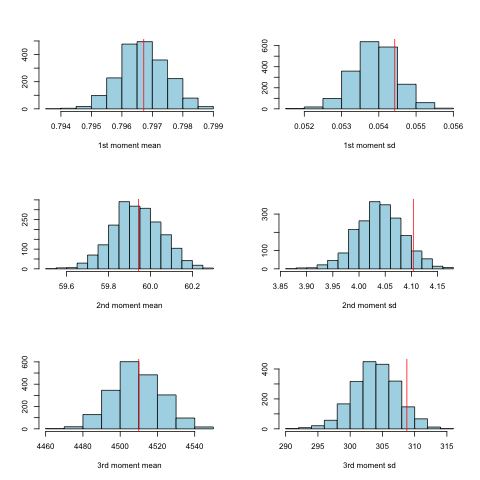 0 200 400
0.794 0.795 0.796 0.797 0.798 0.799
1st moment mean
0 200 400 600
0.052 0.053 0.054 0.055 0.056
1st moment sd
0 100 250
59.6 59.8 60.0 60.2
2nd moment mean
0 100 300
3.85 3.90 3.95 4.00 4.05 4.10 4.15
2nd moment sd
0 200 400 600
4460 4480 4500 4520 4540
3rd moment mean
0 200 400
290 295 300 305 310 315
3rd moment sd